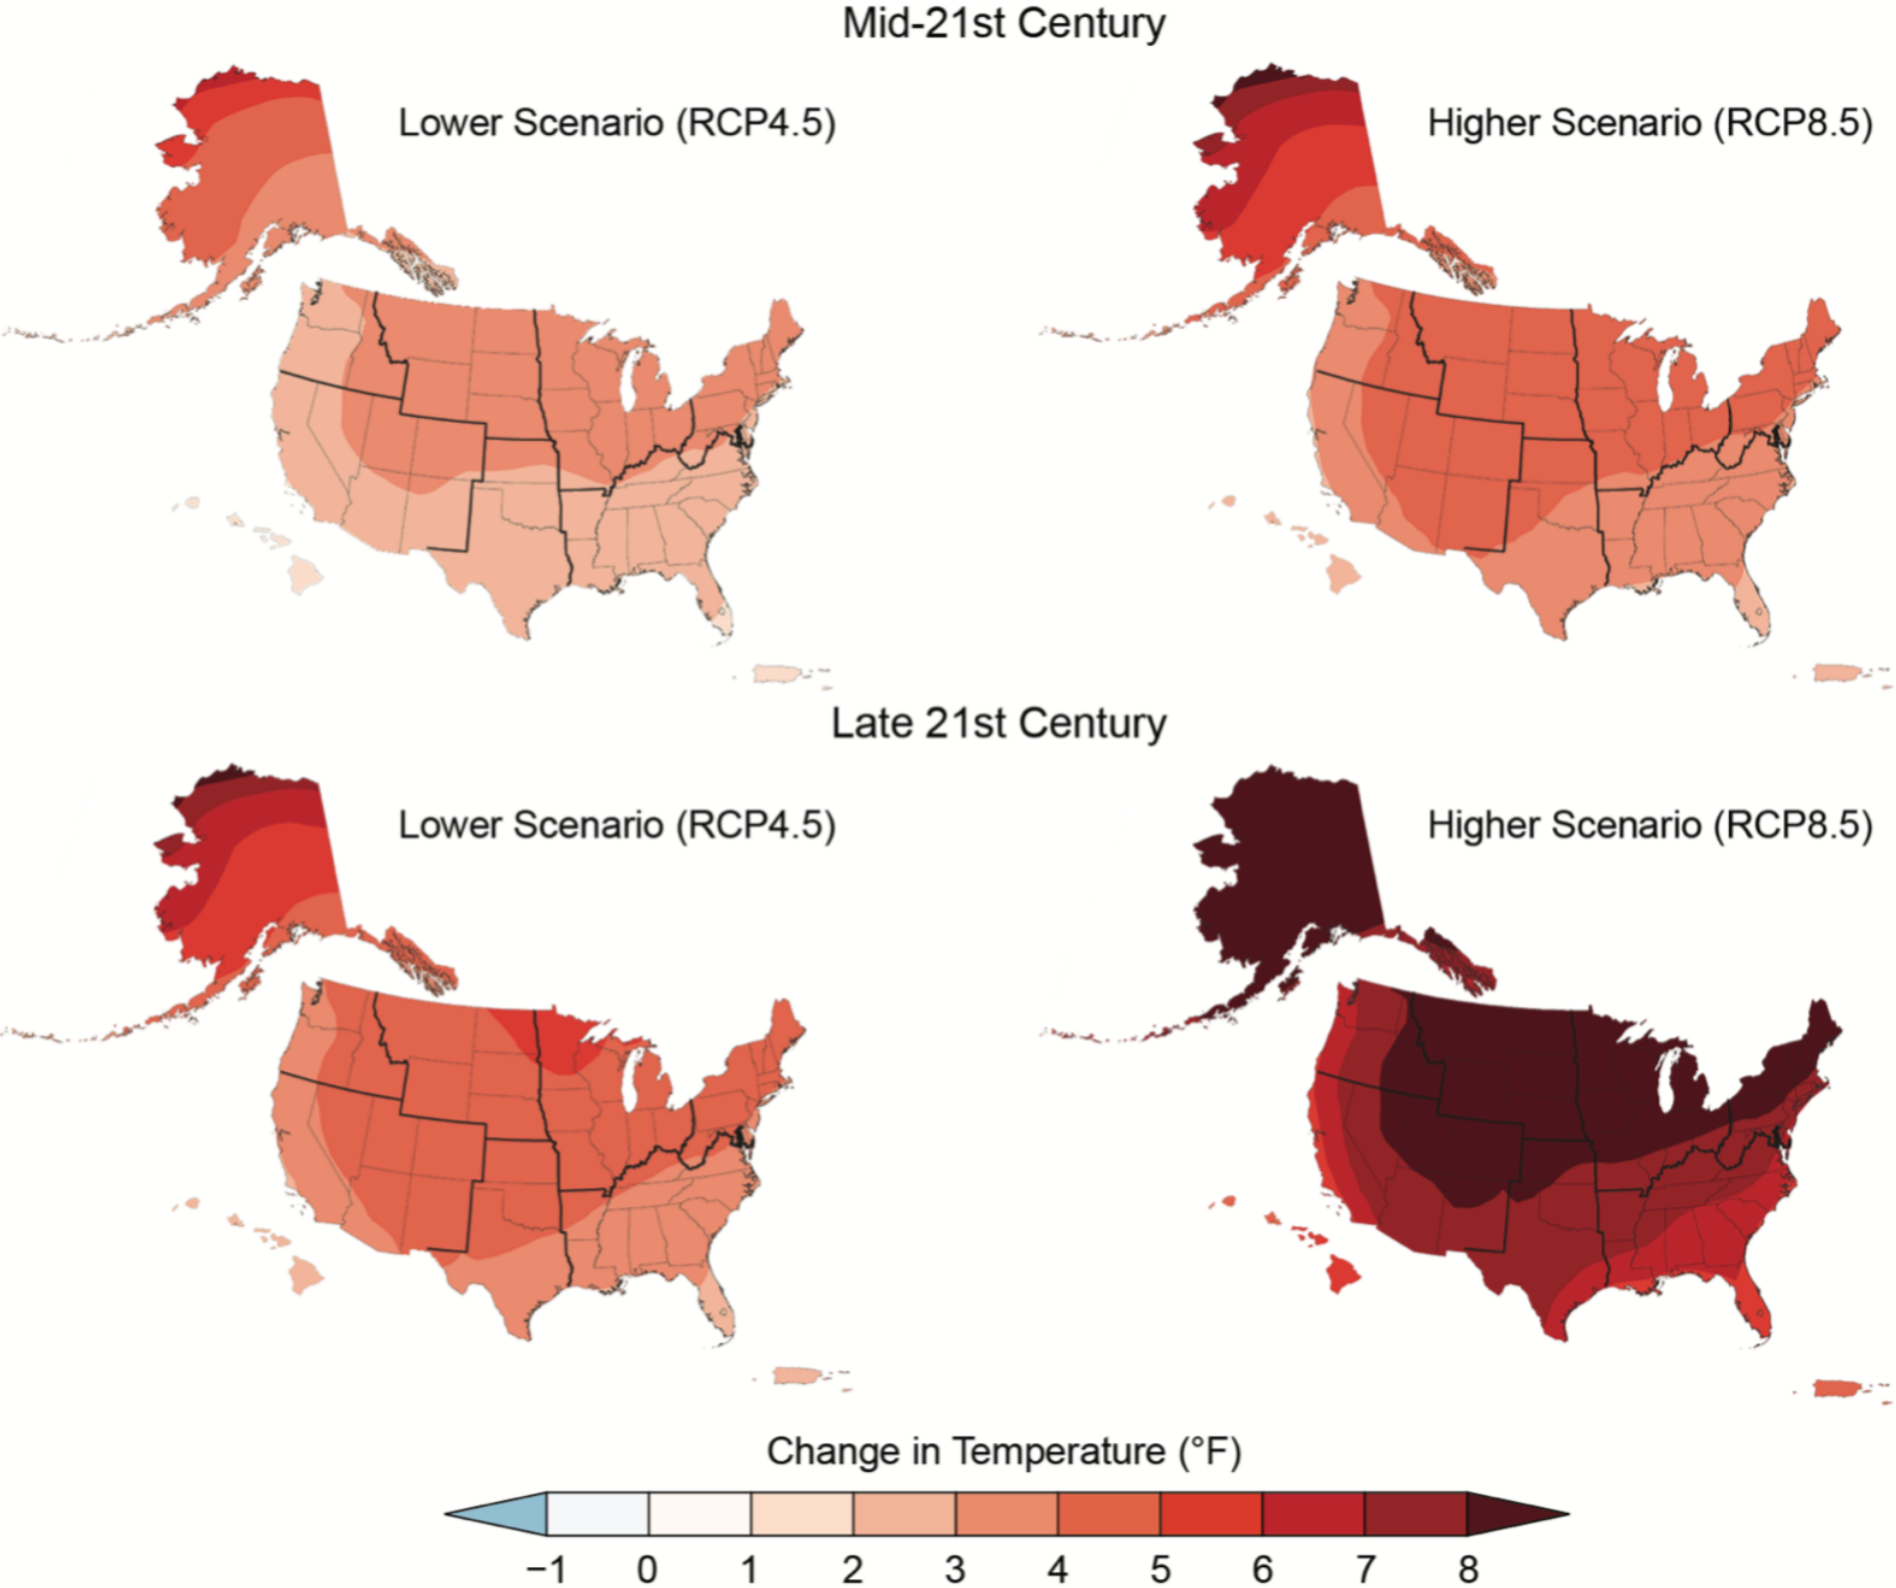 Mid-21st Century
Lower Scenario (RCP4.5)
Higher Scenario (RCP8.5)
Late 21st Century
Lower Scenario (RCP4.5)
Higher Scenario (RCP8.5)
Change in Temperature (°F)
−1 0 1 2 3 4 5 6 7 8